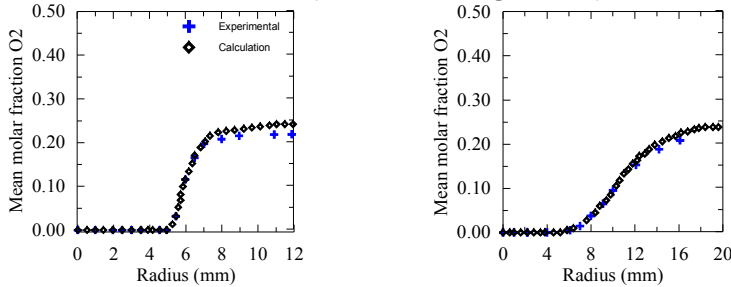 0.50
0.40
0.30
0.20
0.10
0.00
Mean molar fraction O2
Experimental
Calculation
0 2 4 6 8 10 12
Radius (mm)
0.50
0.40
0.30
0.20
0.10
0.00
Mean molar fraction O2
0 4 8 12 16 20
Radius (mm)